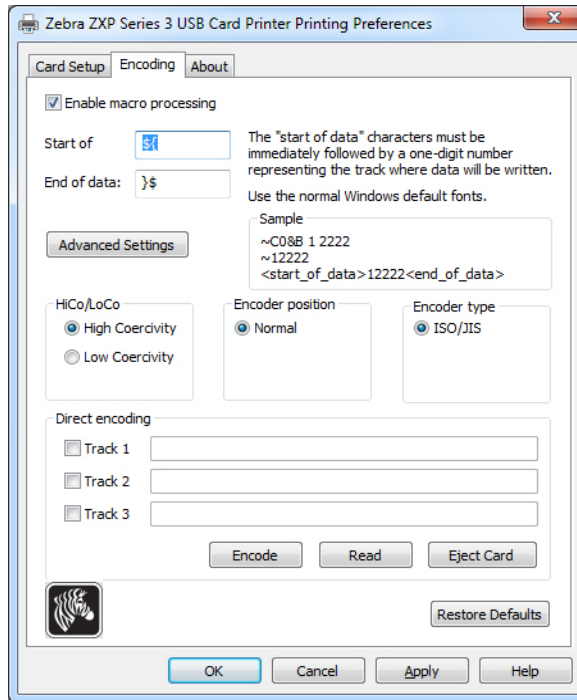 Zebra ZXP Series 3 USB Card Printer Printing Preferences
Card Setup
Encoding
About
Enable macro processing
Start of
${
The "start of data" characters must be
immediately followed by a one-digit number
representing the track where data will be written.
End of data:
}$
Use the normal Windows default fonts.
Advanced Settings
Sample
~C0&B 1 2222
~12222
<start_of_data>12222<end_of_data>
HiCo/LoCo
High Coercivity
Low Coercivity
Encoder position
Normal
Encoder type
ISO/JIS
Direct encoding
Track 1
Track 2
Track 3
Encode
Read
Eject Card
Restore Defaults
OK
Cancel
Apply
Help